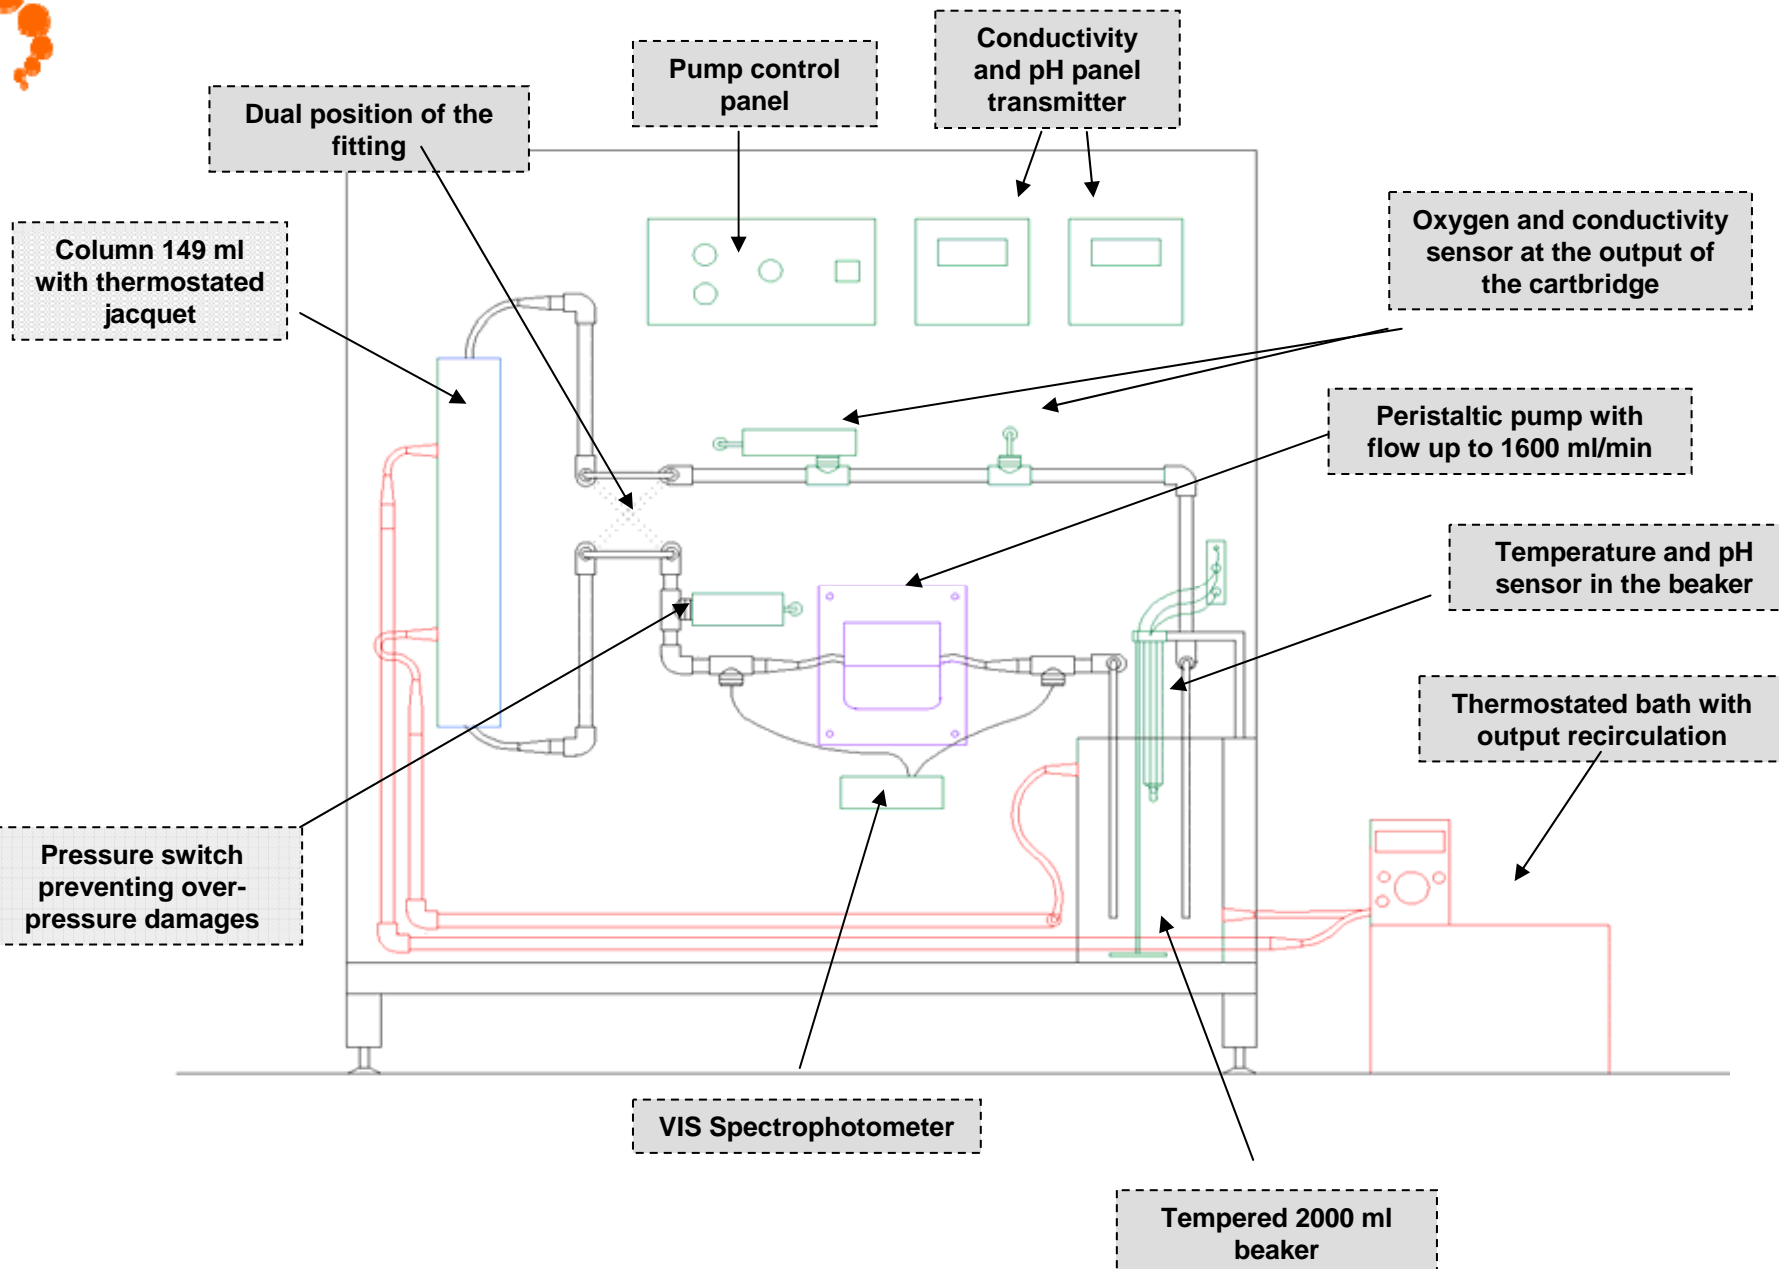 Conductivity
and pH panel
transmitter
Pump control
panel
Dual position of the
fitting
Oxygen and conductivity
sensor at the output of
the cartbridge
Column 149 ml
with thermostated
jacquet
Peristaltic pump with
flow up to 1600 ml/min
Temperature and pH
sensor in the beaker
Thermostated bath with
output recirculation
Pressure switch
preventing over-
pressure damages
VIS Spectrophotometer
Tempered 2000 ml
beaker